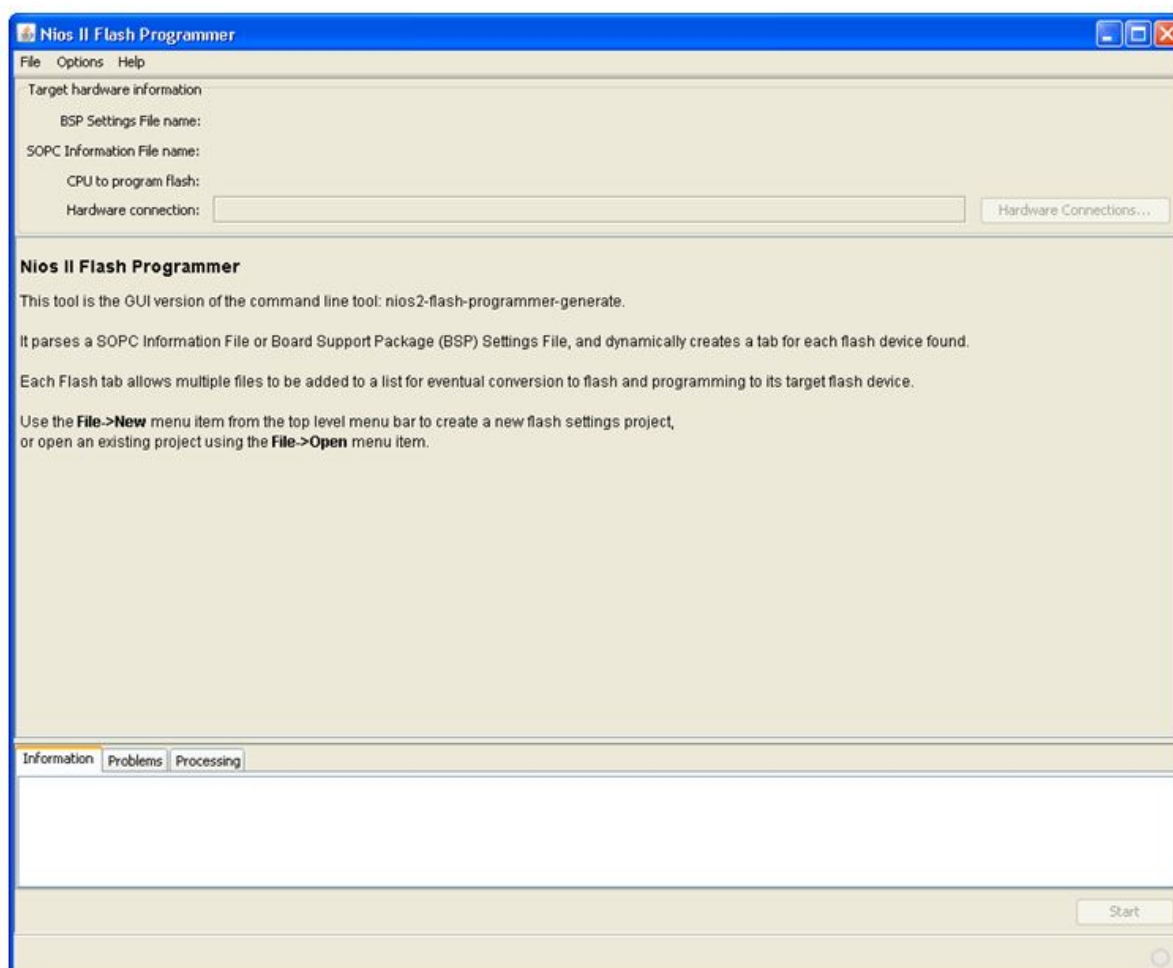 Nios II Flash Programmer
File Options Help
Target hardware information
BSP Settings File name:
SOPC Information File name:
CPU to program flash:
Hardware connection:
Hardware Connections...
Nios II Flash Programmer
This tool is the GUI version of the command line tool: nios2-flash-programmer-generate.
It parses a SOPC Information File or Board Support Package (BSP) Settings File, and dynamically creates a tab for each flash device found.
Each Flash tab allows multiple files to be added to a list for eventual conversion to flash and programming to its target flash device.
Use the File->New menu item from the top level menu bar to create a new flash settings project,
or open an existing project using the File->Open menu item.
Information Problems Processing
Start